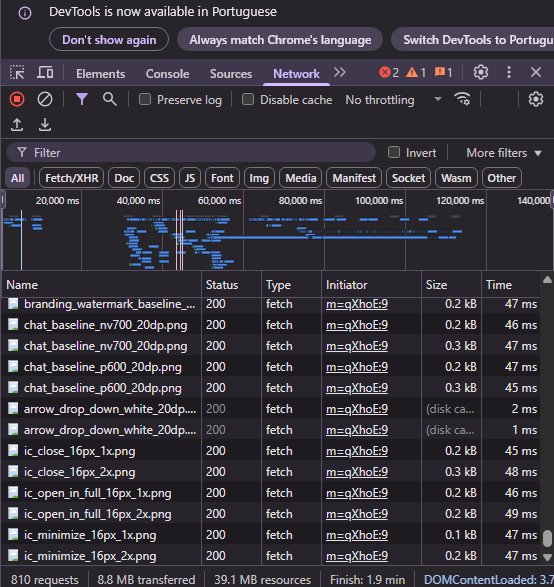 DevTools is now available in Portuguese
Don't show again Always match Chrome's language Switch DevTools to Portugu
Elements Console Sources Network 2 1 1
Preserve log Disable cache No throttling
Filter Invert More filters
All Fetch/XHR Doc CSS JS Font Img Media Manifest Socket Wasm Other
20,000 ms 40,000 ms 60,000 ms 80,000 ms 100,000 ms 120,000 ms 140,00
Name Status Type Initiator Size Time
branding_watermark_baseline_... 200 fetch m=qXhoE:9 0.2 kB 47 ms
chat_baseline_nv700_20dp.png 200 fetch m=qXhoE:9 0.2 kB 46 ms
chat_baseline_nv700_20dp.png 200 fetch m=qXhoE:9 0.3 kB 47 ms
chat_baseline_p600_20dp.png 200 fetch m=qXhoE:9 0.2 kB 47 ms
chat_baseline_p600_20dp.png 200 fetch m=qXhoE:9 0.3 kB 45 ms
arrow_drop_down_white_20dp.... 200 fetch m=qXhoE:9 (disk ca... 2 ms
arrow_drop_down_white_20dp.... 200 fetch m=qXhoE:9 (disk ca... 1 ms
ic_close_16px_1x.png 200 fetch m=qXhoE:9 0.2 kB 45 ms
ic_close_16px_2x.png 200 fetch m=qXhoE:9 0.3 kB 48 ms
ic_open_in_full_16px_1x.png 200 fetch m=qXhoE:9 0.2 kB 46 ms
ic_open_in_full_16px_2x.png 200 fetch m=qXhoE:9 0.2 kB 49 ms
ic_minimize_16px_1x.png 200 fetch m=qXhoE:9 0.1 kB 47 ms
ic_minimize_16px_2x.png 200 fetch m=qXhoE:9 0.2 kB 47 ms
810 requests 8.8 MB transferred 39.1 MB resources Finish: 1.9 min DOMContentLoaded: 3.7